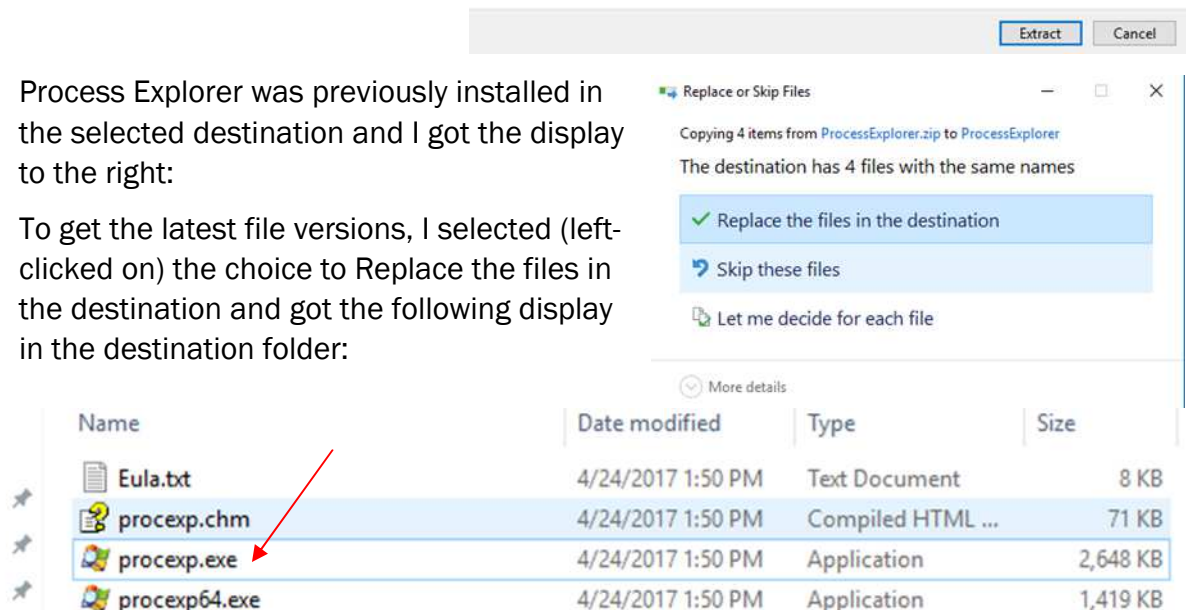 Extract Cancel
Process Explorer was previously installed in
the selected destination and I got the display
to the right:
To get the latest file versions, I selected (left-
clicked on) the choice to Replace the files in
the destination and got the following display
in the destination folder:
Replace or Skip Files
Copying 4 items from ProcessExplorer.zip to ProcessExplorer
The destination has 4 files with the same names
Replace the files in the destination
Skip these files
Let me decide for each file
More details
Name Date modified Type Size
Eula.txt 4/24/2017 1:50 PM Text Document 8 KB
procexp.chm 4/24/2017 1:50 PM Compiled HTML ... 71 KB
procexp.exe 4/24/2017 1:50 PM Application 2,648 KB
procexp64.exe 4/24/2017 1:50 PM Application 1,419 KB